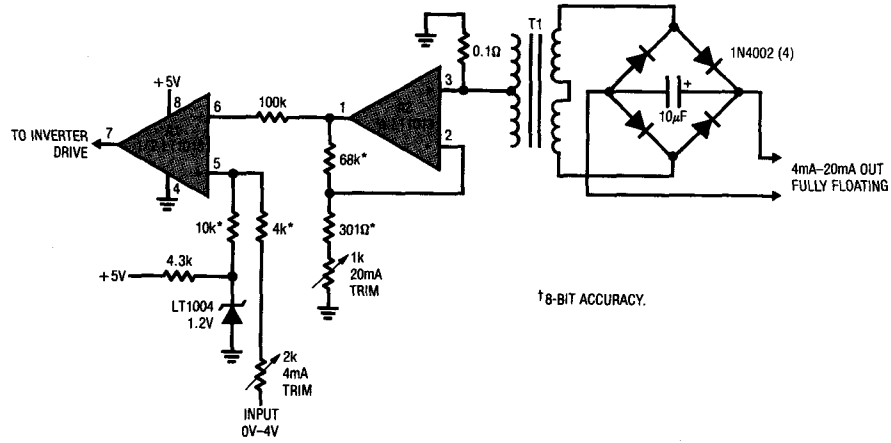 T1
0.1Ω
1N4002 (4)
+
10µF
+5V
8
6
100k
1
3
2
TO INVERTER
DRIVE
7
4
5
68k*
4mA–20mA OUT
FULLY FLOATING
10k*
4k*
301Ω*
4.3k
+5V
1k
20mA
TRIM
LT1004
1.2V
†8-BIT ACCURACY.
2k
4mA
TRIM
INPUT
0V–4V